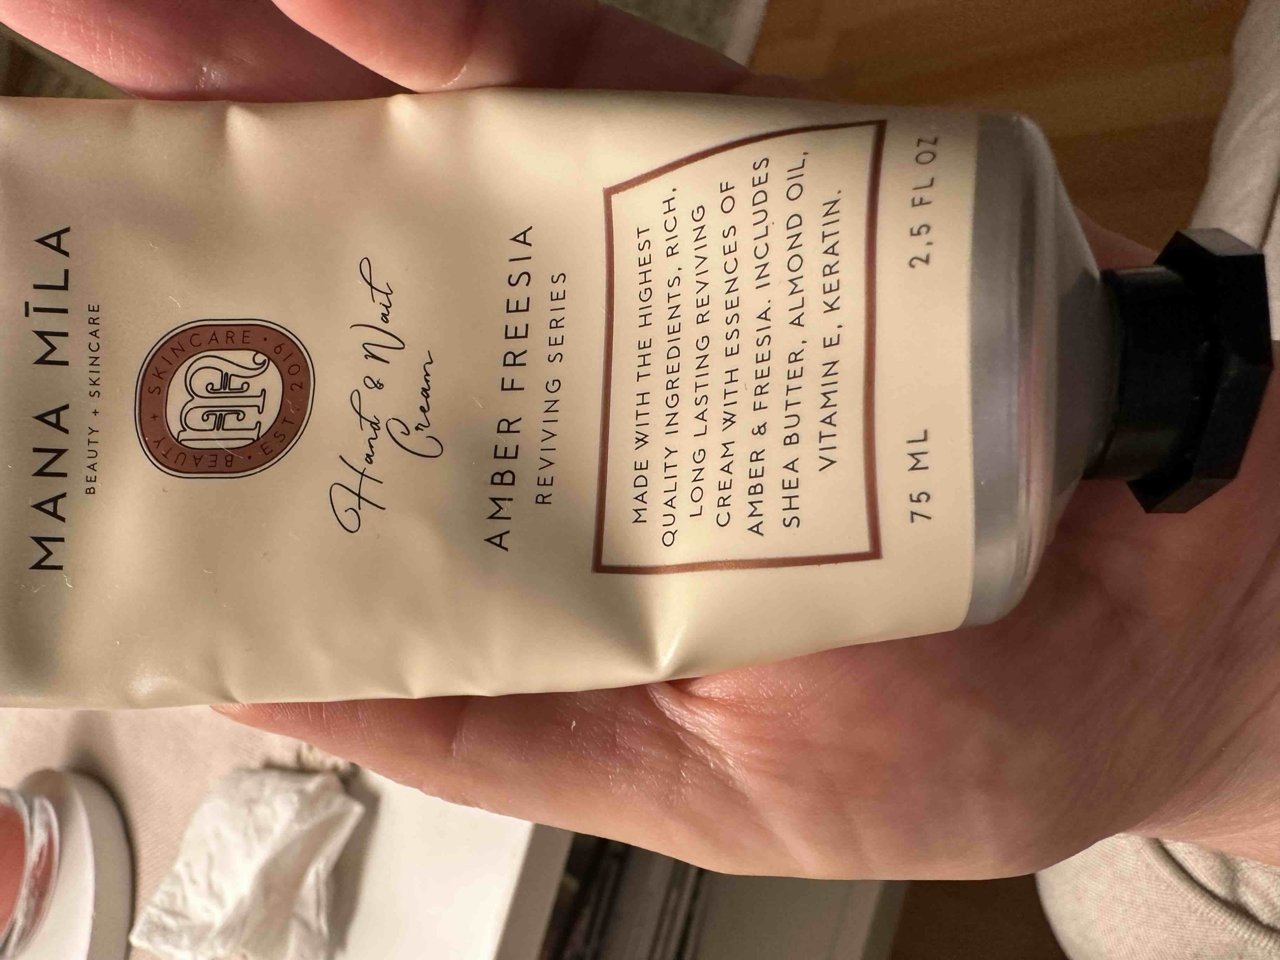 MANA MĪLA
BEAUTY + SKINCARE
BEAUTY + SKINCARE • EST. 2019 •
Hand & Nail
Cream
AMBER FREESIA
REVIVING SERIES
MADE WITH THE HIGHEST
QUALITY INGREDIENTS, RICH,
LONG LASTING REVIVING
CREAM WITH ESSENCES OF
AMBER & FREESIA. INCLUDES
SHEA BUTTER, ALMOND OIL,
VITAMIN E, KERATIN.
75 ML 2,5 FL OZ